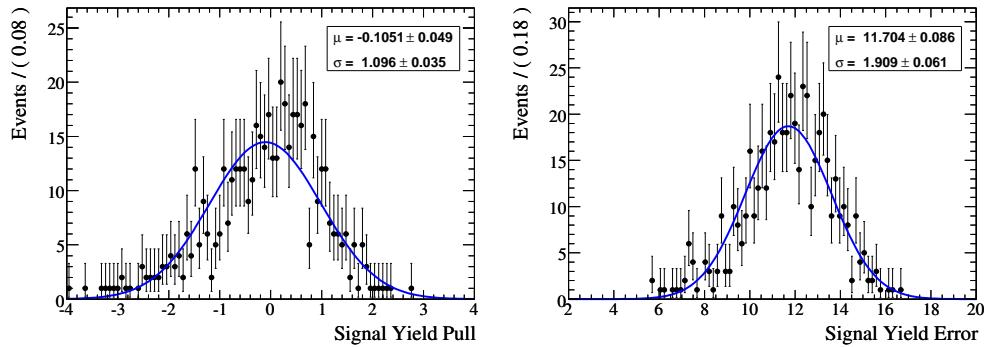 Events / ( 0.08 )
25
20
15
10
5
0
-4 -3 -2 -1 0 1 2 3 4
Signal Yield Pull
μ = -0.1051 ± 0.049
σ = 1.096 ± 0.035
Events / ( 0.18 )
30
25
20
15
10
5
0
2 4 6 8 10 12 14 16 18 20
Signal Yield Error
μ = 11.704 ± 0.086
σ = 1.909 ± 0.061